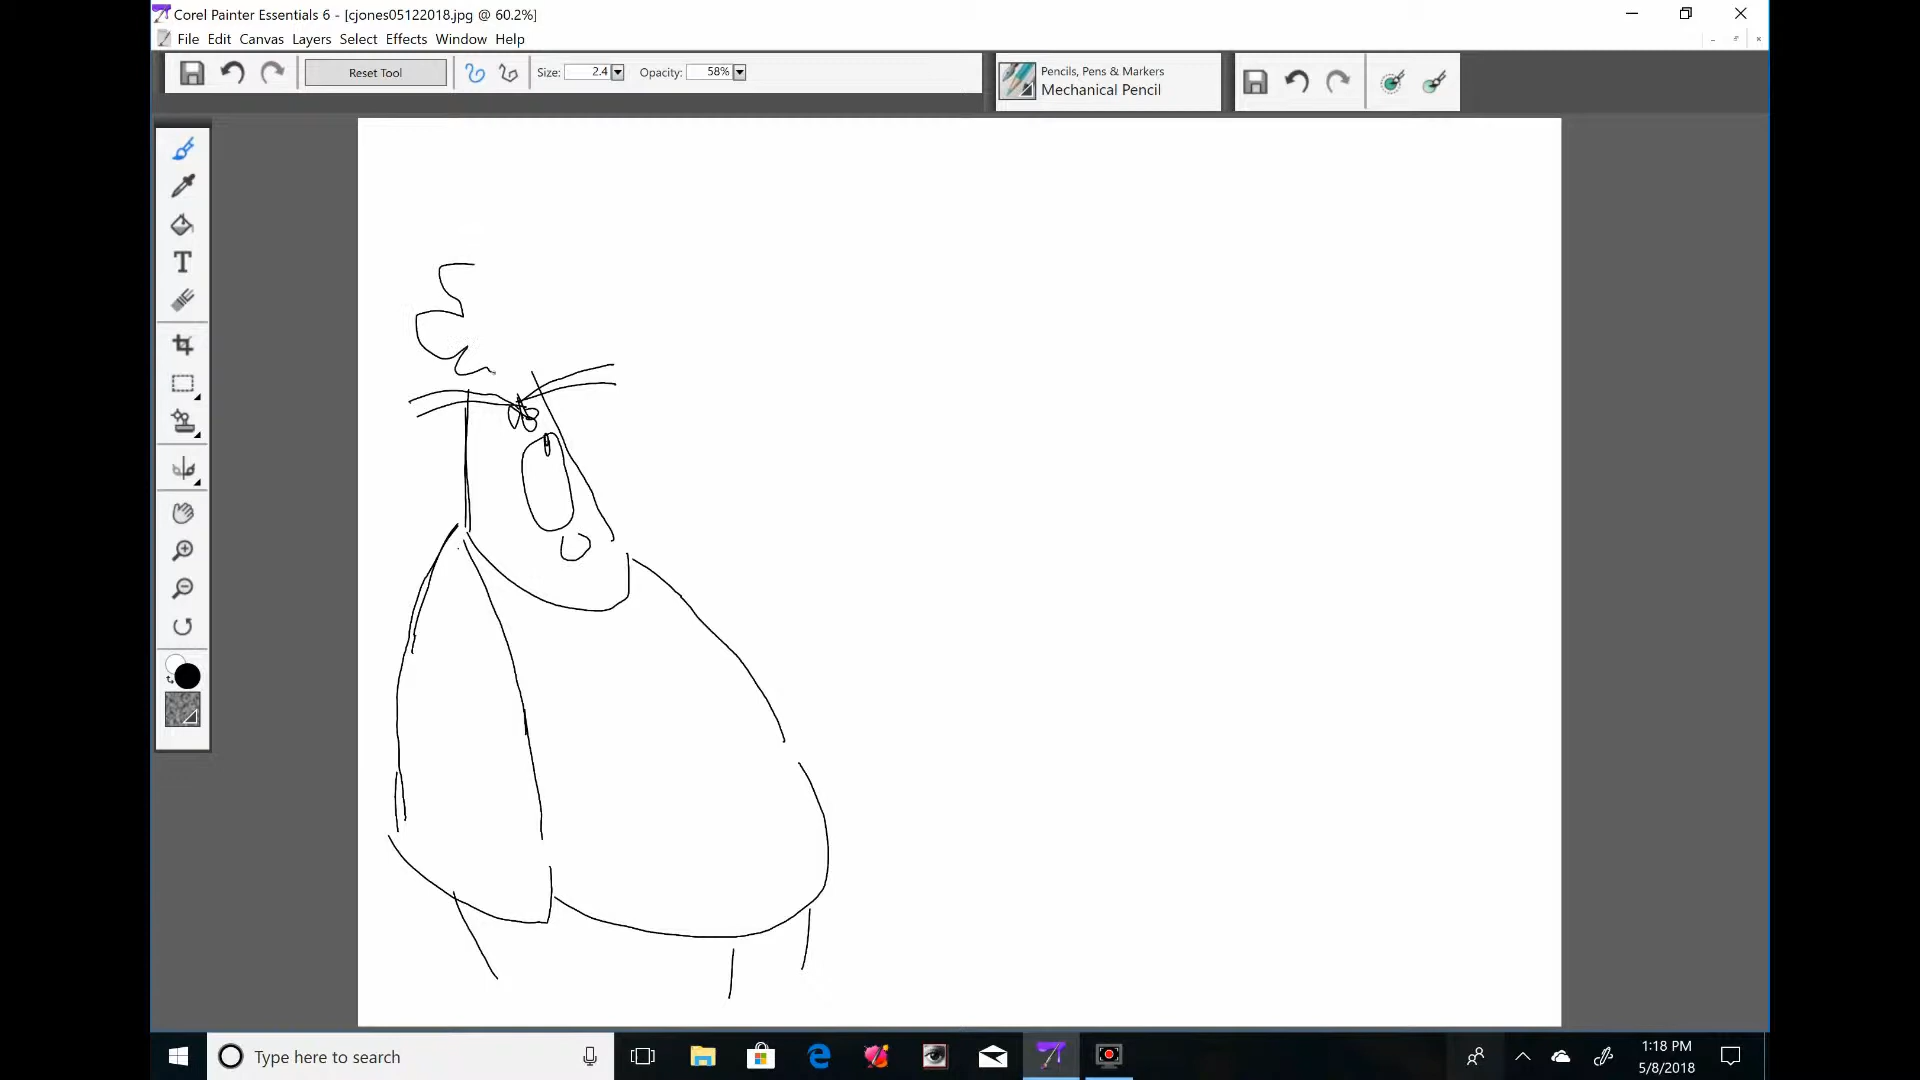 Corel Painter Essentials 6 - [cjones05122018.jpg @ 60.2%]
File Edit Canvas Layers Select Effects Window Help
Reset Tool
Size: 2.4
Opacity: 58%
Pencils, Pens & Markers
Mechanical Pencil
T
Type here to search
1:18 PM
5/8/2018